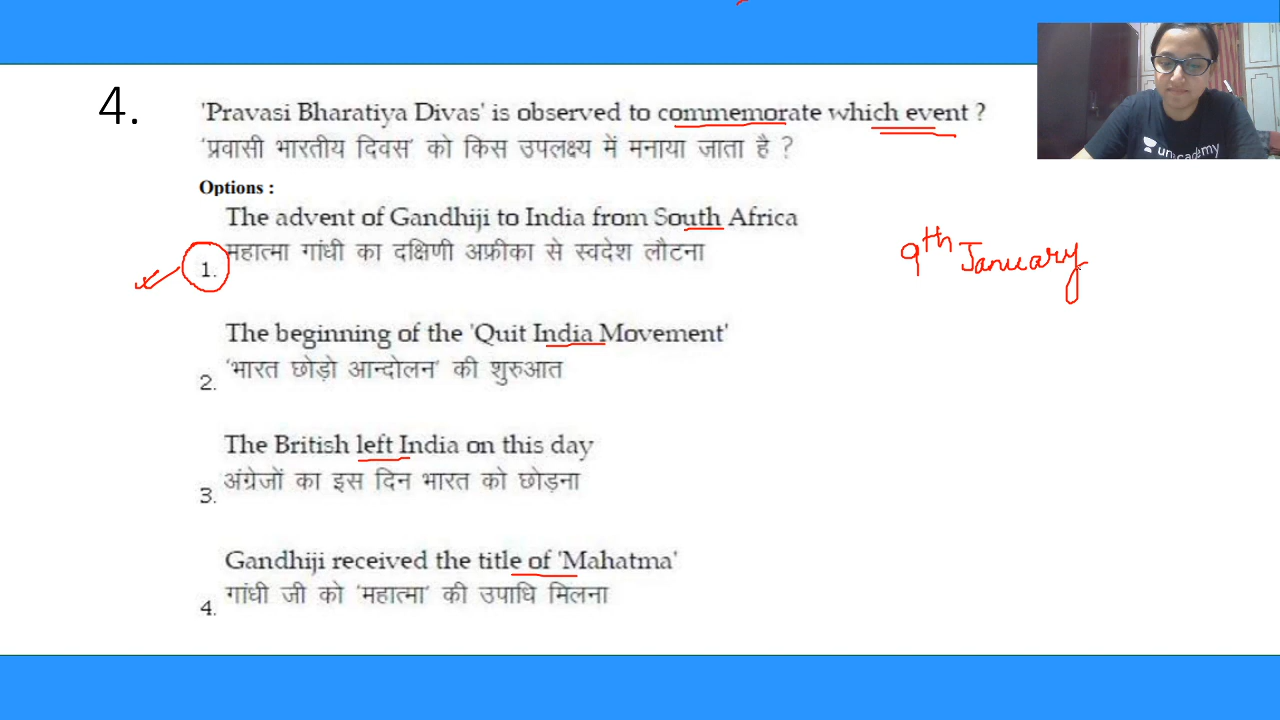 4.
'Pravasi Bharatiya Divas' is observed to commemorate which event ?
'प्रवासी भारतीय दिवस' को किस उपलक्ष्य में मनाया जाता है ?
Options :
The advent of Gandhiji to India from South Africa
महात्मा गांधी का दक्षिणी अफ्रीका से स्वदेश लौटना
1.
9th January
The beginning of the 'Quit India Movement'
'भारत छोड़ो आन्दोलन' की शुरुआत
2.
The British left India on this day
अंग्रेजों का इस दिन भारत को छोड़ना
3.
Gandhiji received the title of 'Mahatma'
गांधी जी को 'महात्मा' की उपाधि मिलना
4.